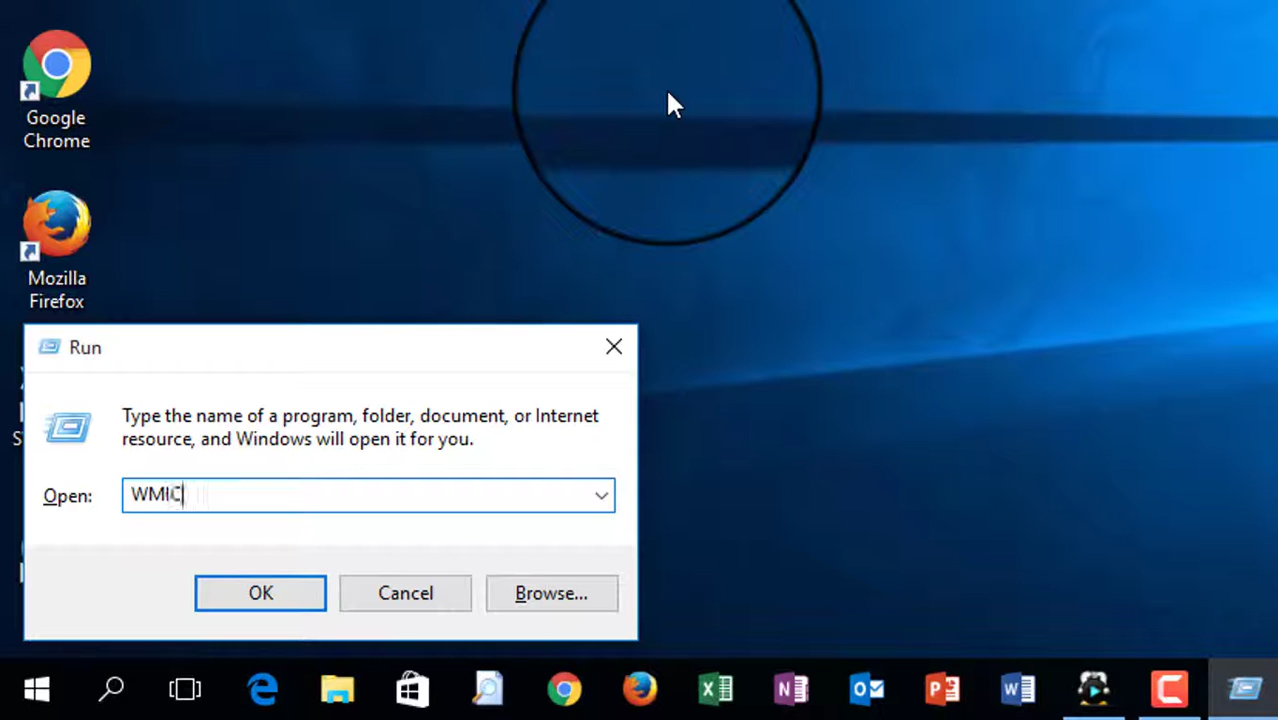 Google
Chrome
Mozilla
Firefox
Run
Type the name of a program, folder, document, or Internet
resource, and Windows will open it for you.
Open:
WMIC
OK
Cancel
Browse...